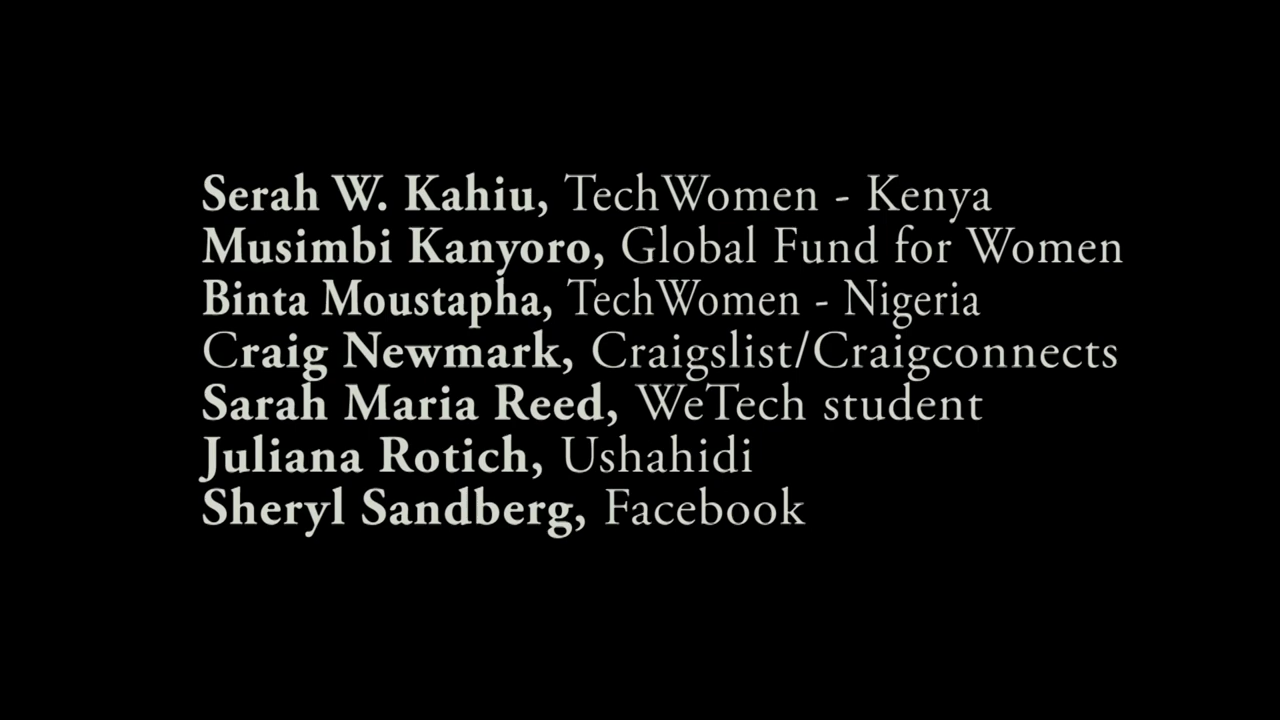 Serah W. Kahiu, TechWomen - Kenya
Musimbi Kanyoro, Global Fund for Women
Binta Moustapha, TechWomen - Nigeria
Craig Newmark, Craigslist/Craigconnects
Sarah Maria Reed, WeTech student
Juliana Rotich, Ushahidi
Sheryl Sandberg, Facebook